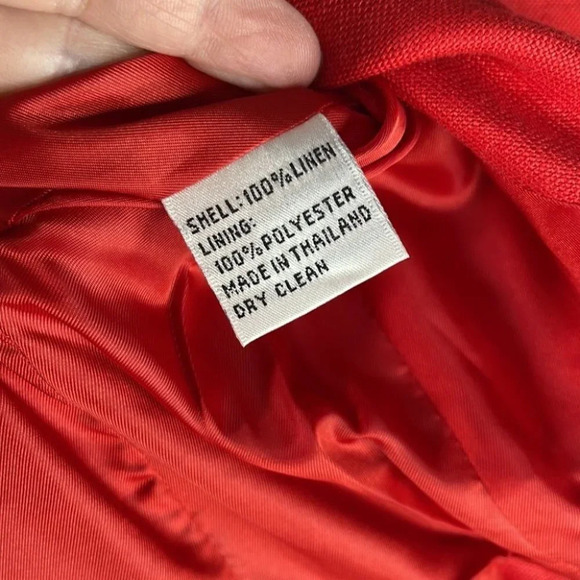 SHELL: 100% LINEN
LINING:
100% POLYESTER
MADE IN THAILAND
DRY CLEAN